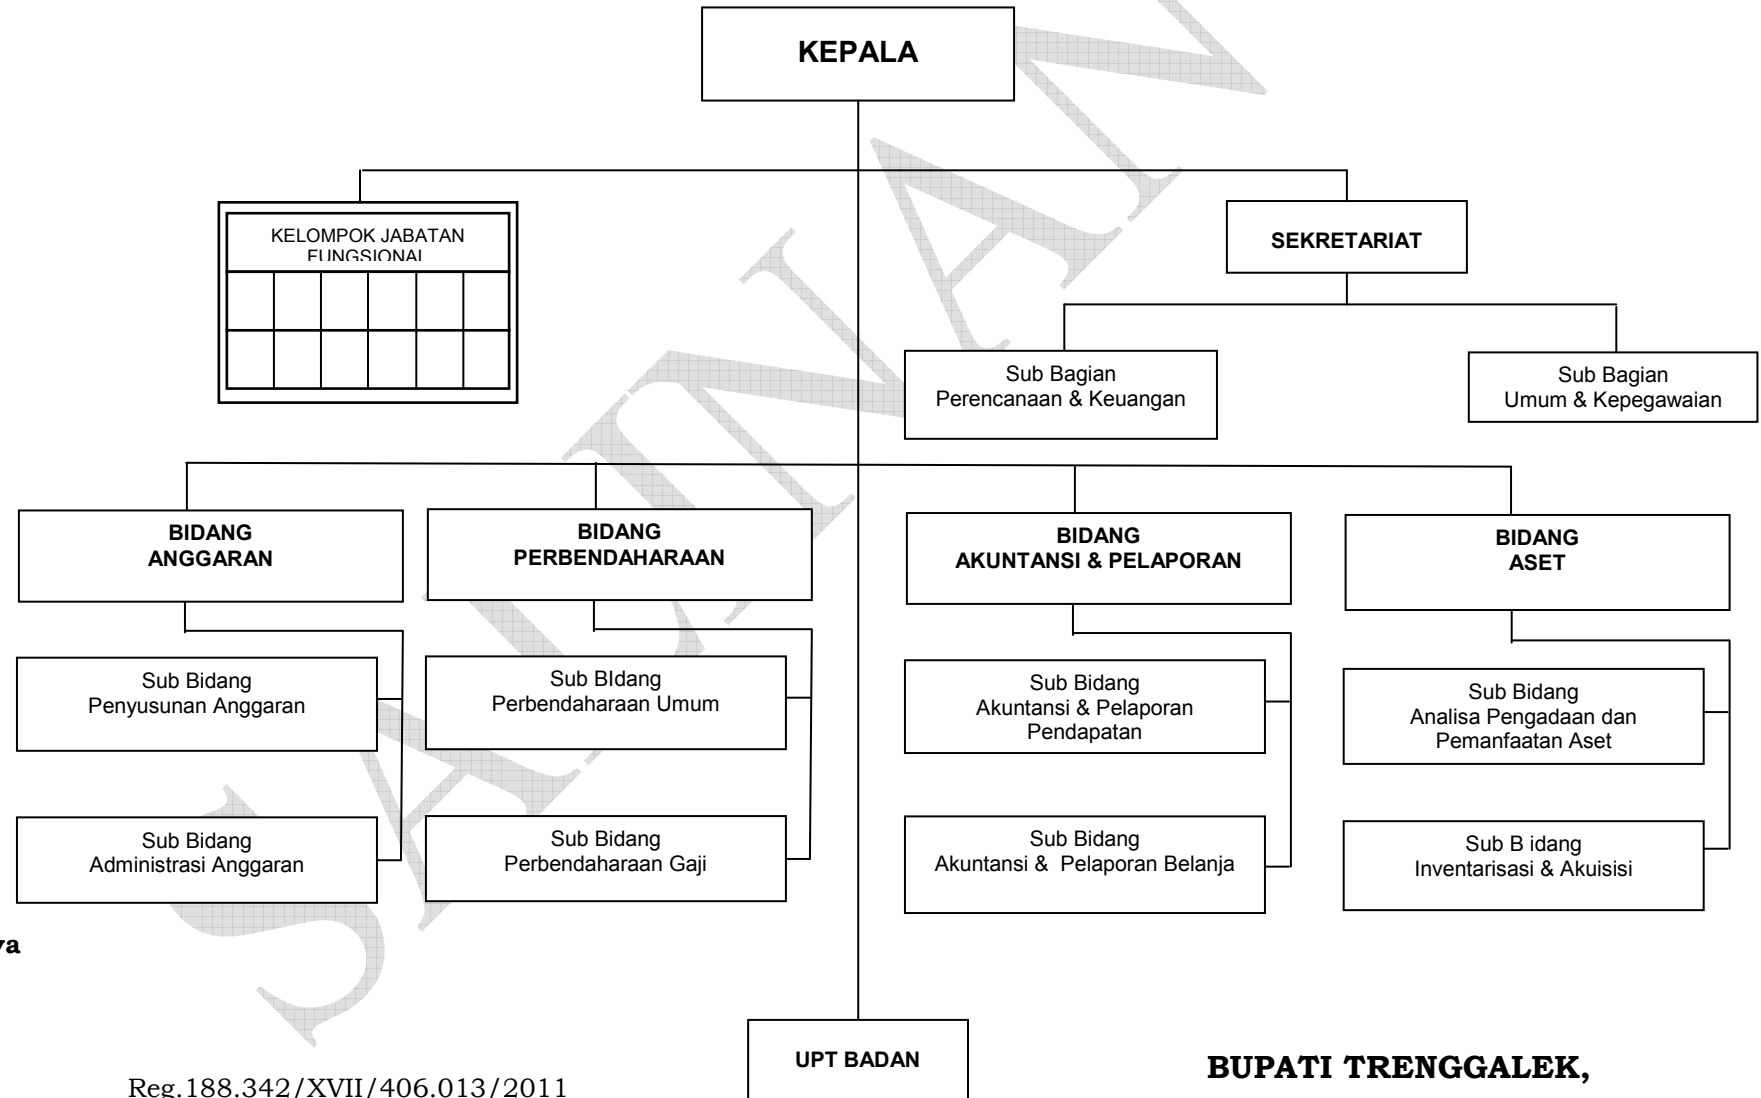 KEPALA
KELOMPOK JABATAN
FUNGSIONAL
SEKRETARIAT
Sub Bagian
Perencanaan & Keuangan
Sub Bagian
Umum & Kepegawaian
BIDANG
ANGGARAN
BIDANG
PERBENDAHARAAN
BIDANG
AKUNTANSI & PELAPORAN
BIDANG
ASET
Sub Bidang
Penyusunan Anggaran
Sub BIdang
Perbendaharaan Umum
Sub Bidang
Akuntansi & Pelaporan
Pendapatan
Sub Bidang
Analisa Pengadaan dan
Pemanfaatan Aset
Sub Bidang
Administrasi Anggaran
Sub Bidang
Perbendaharaan Gaji
Sub Bidang
Akuntansi &  Pelaporan Belanja
Sub B idang
Inventarisasi & Akuisisi
SALINAN
UPT BADAN
BUPATI TRENGGALEK,
Reg.188.342/XVII/406.013/2011